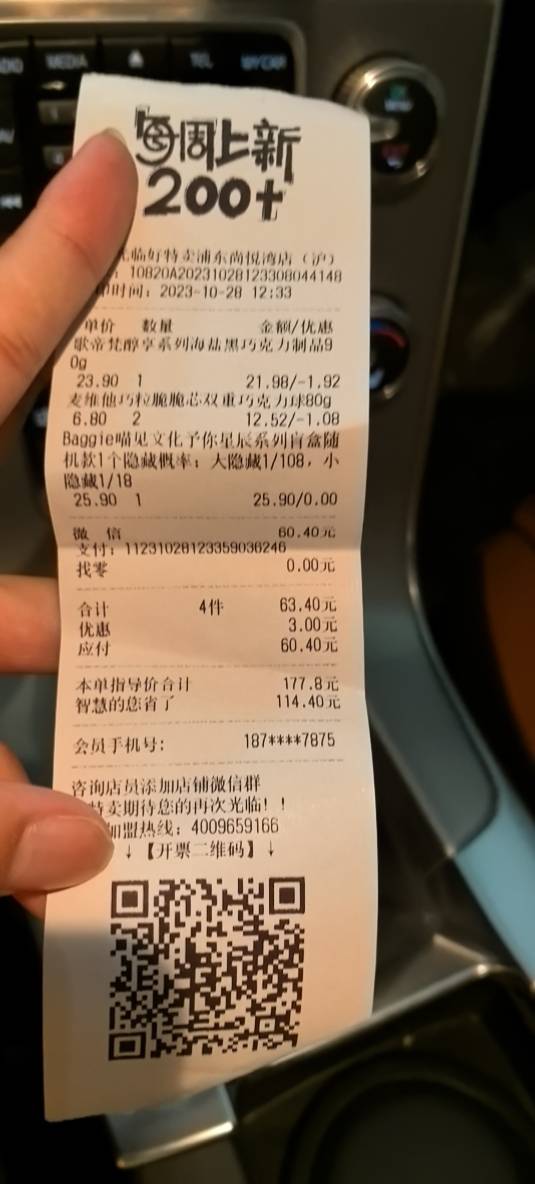 MEDIA
TEL
MY CAR
每周上新
200+
临好特卖浦东尚悦湾店（沪）
: 10820A20231028123308044148
时间：2023-10-28 12:33
单价 数量 金额/优惠
歌帝梵醇享系列海盐黑巧克力制品9
0g
23.90 1 21.98/-1.92
麦维他巧粒脆脆芯双重巧克力球80g
6.80 2 12.52/-1.08
Baggie喵见文化予你星辰系列盲盒随
机款1个隐藏概率；大隐藏1/108，小
隐藏1/18
25.90 1 25.90/0.00
微 信 60.40元
支付：11231028123359036246
找零 0.00元
合计 4件 63.40元
优惠 3.00元
应付 60.40元
本单指导价合计 177.8元
智慧的您省了 114.40元
会员手机号: 187****7875
咨询店员添加店铺微信群
特卖期待您的再次光临！！
加盟热线：4009659166
↓【开票二维码】↓